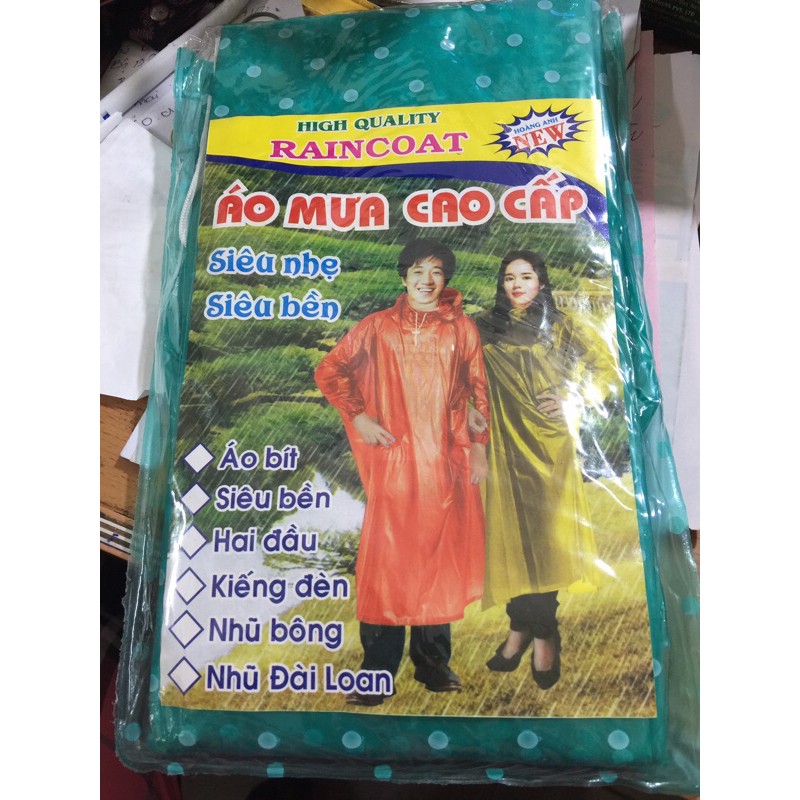 HIGH QUALITY
RAINCOAT
HOÀNG ANH
NEW
ÁO MƯA CAO CẤP
Siêu nhẹ
Siêu bền
Áo bít
Siêu bền
Hai đầu
Kiếng đèn
Nhũ bông
Nhũ Đài Loan